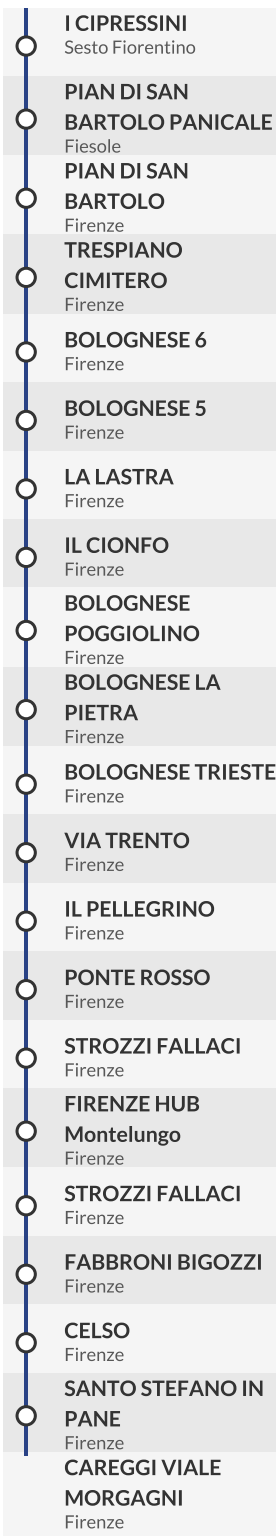 I CIPRESSINI
Sesto Fiorentino
PIAN DI SAN
BARTOLO PANICALE
Fiesole
PIAN DI SAN
BARTOLO
Firenze
TRESPIANO
CIMITERO
Firenze
BOLOGNESE 6
Firenze
BOLOGNESE 5
Firenze
LA LASTRA
Firenze
IL CIONFO
Firenze
BOLOGNESE
POGGIOLINO
Firenze
BOLOGNESE LA
PIETRA
Firenze
BOLOGNESE TRIESTE
Firenze
VIA TRENTO
Firenze
IL PELLEGRINO
Firenze
PONTE ROSSO
Firenze
STROZZI FALLACI
Firenze
FIRENZE HUB
Montelungo
Firenze
STROZZI FALLACI
Firenze
FABBRONI BIGOZZI
Firenze
CELSO
Firenze
SANTO STEFANO IN
PANE
Firenze
CAREGGI VIALE
MORGAGNI
Firenze